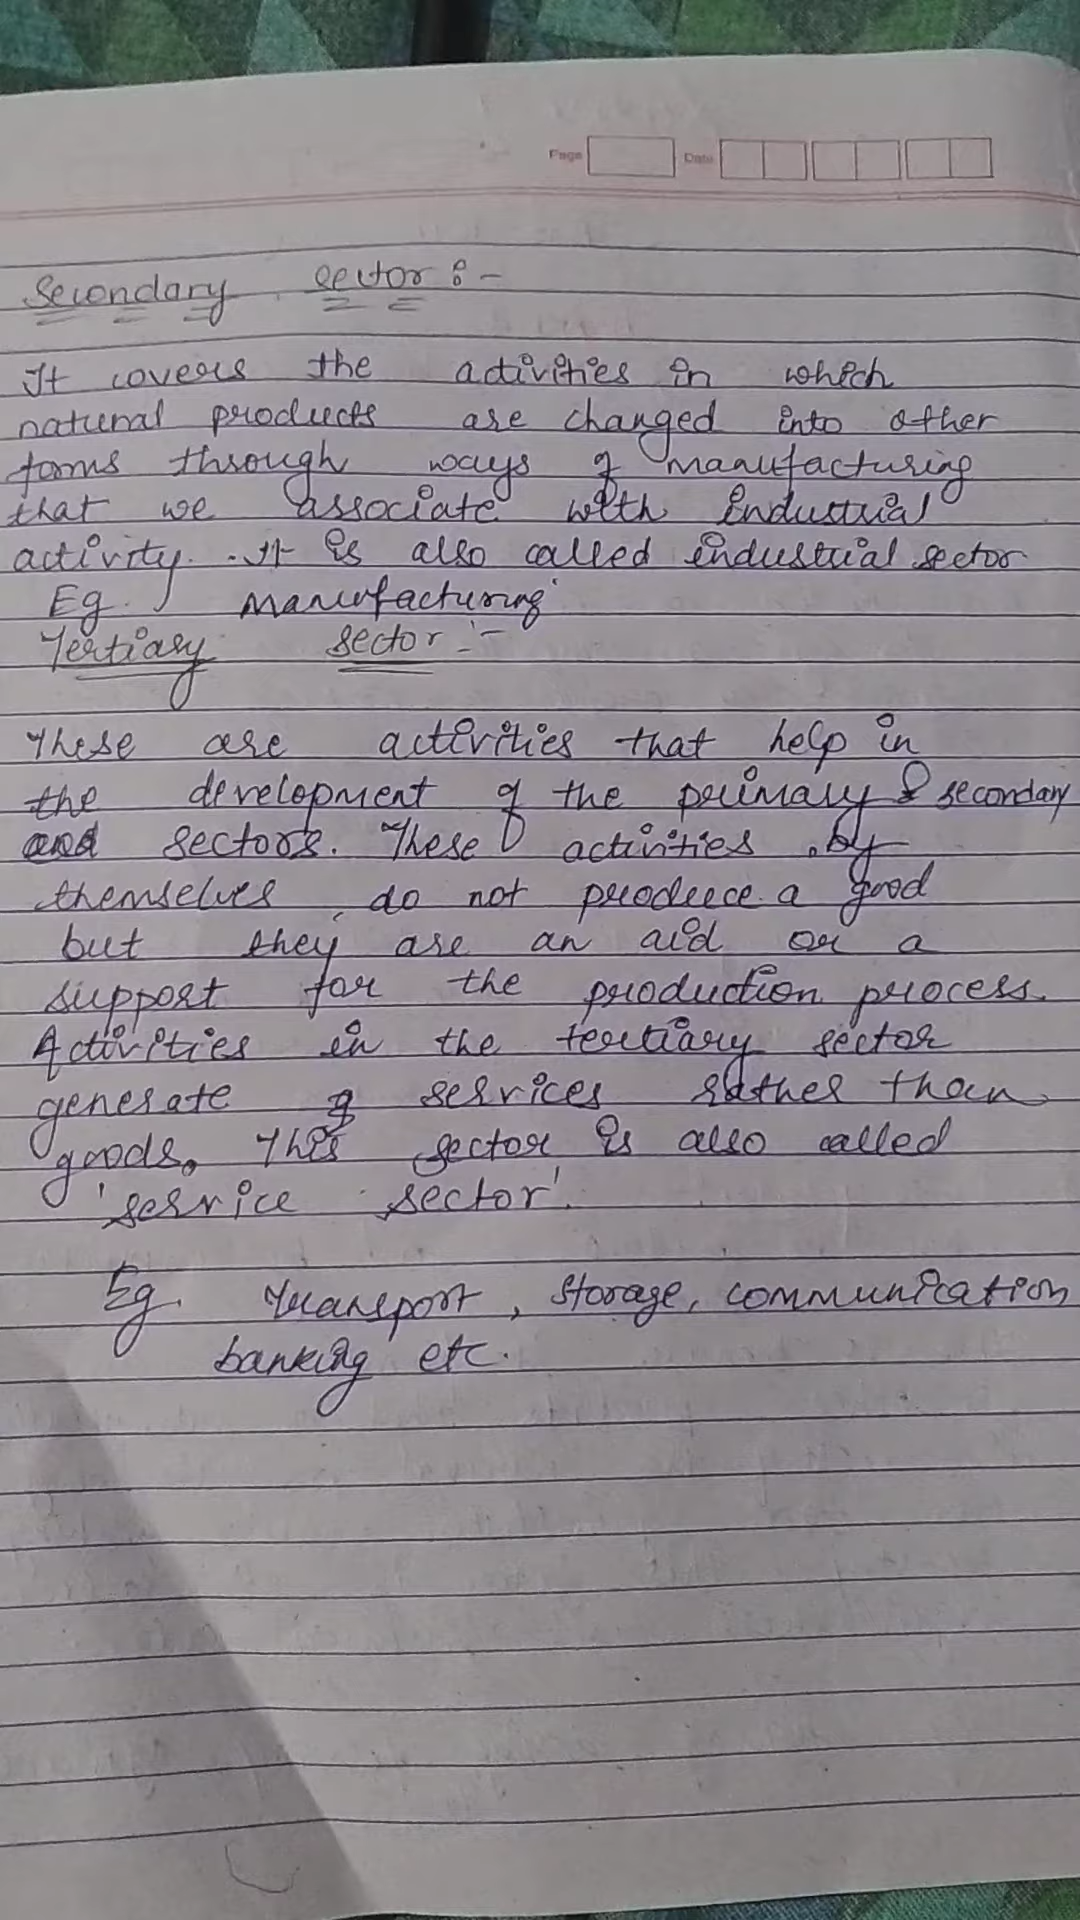 Page Date
Secondary sector :-
It covers the activities in which
natural products are changed into other
forms through ways of manufacturing
that we associate with industrial
activity. It is also called industrial sector
Eg. manufacturing
Tertiary sector :-
These are activities that help in
the development of the primary & secondary
and sectors. These activities by
themselves do not produce a good
but they are an aid or a
support for the production process.
Activities in the tertiary sector
generate services rather than
goods. This sector is also called
'service sector'.
Eg. Transport, storage, communication
banking etc.